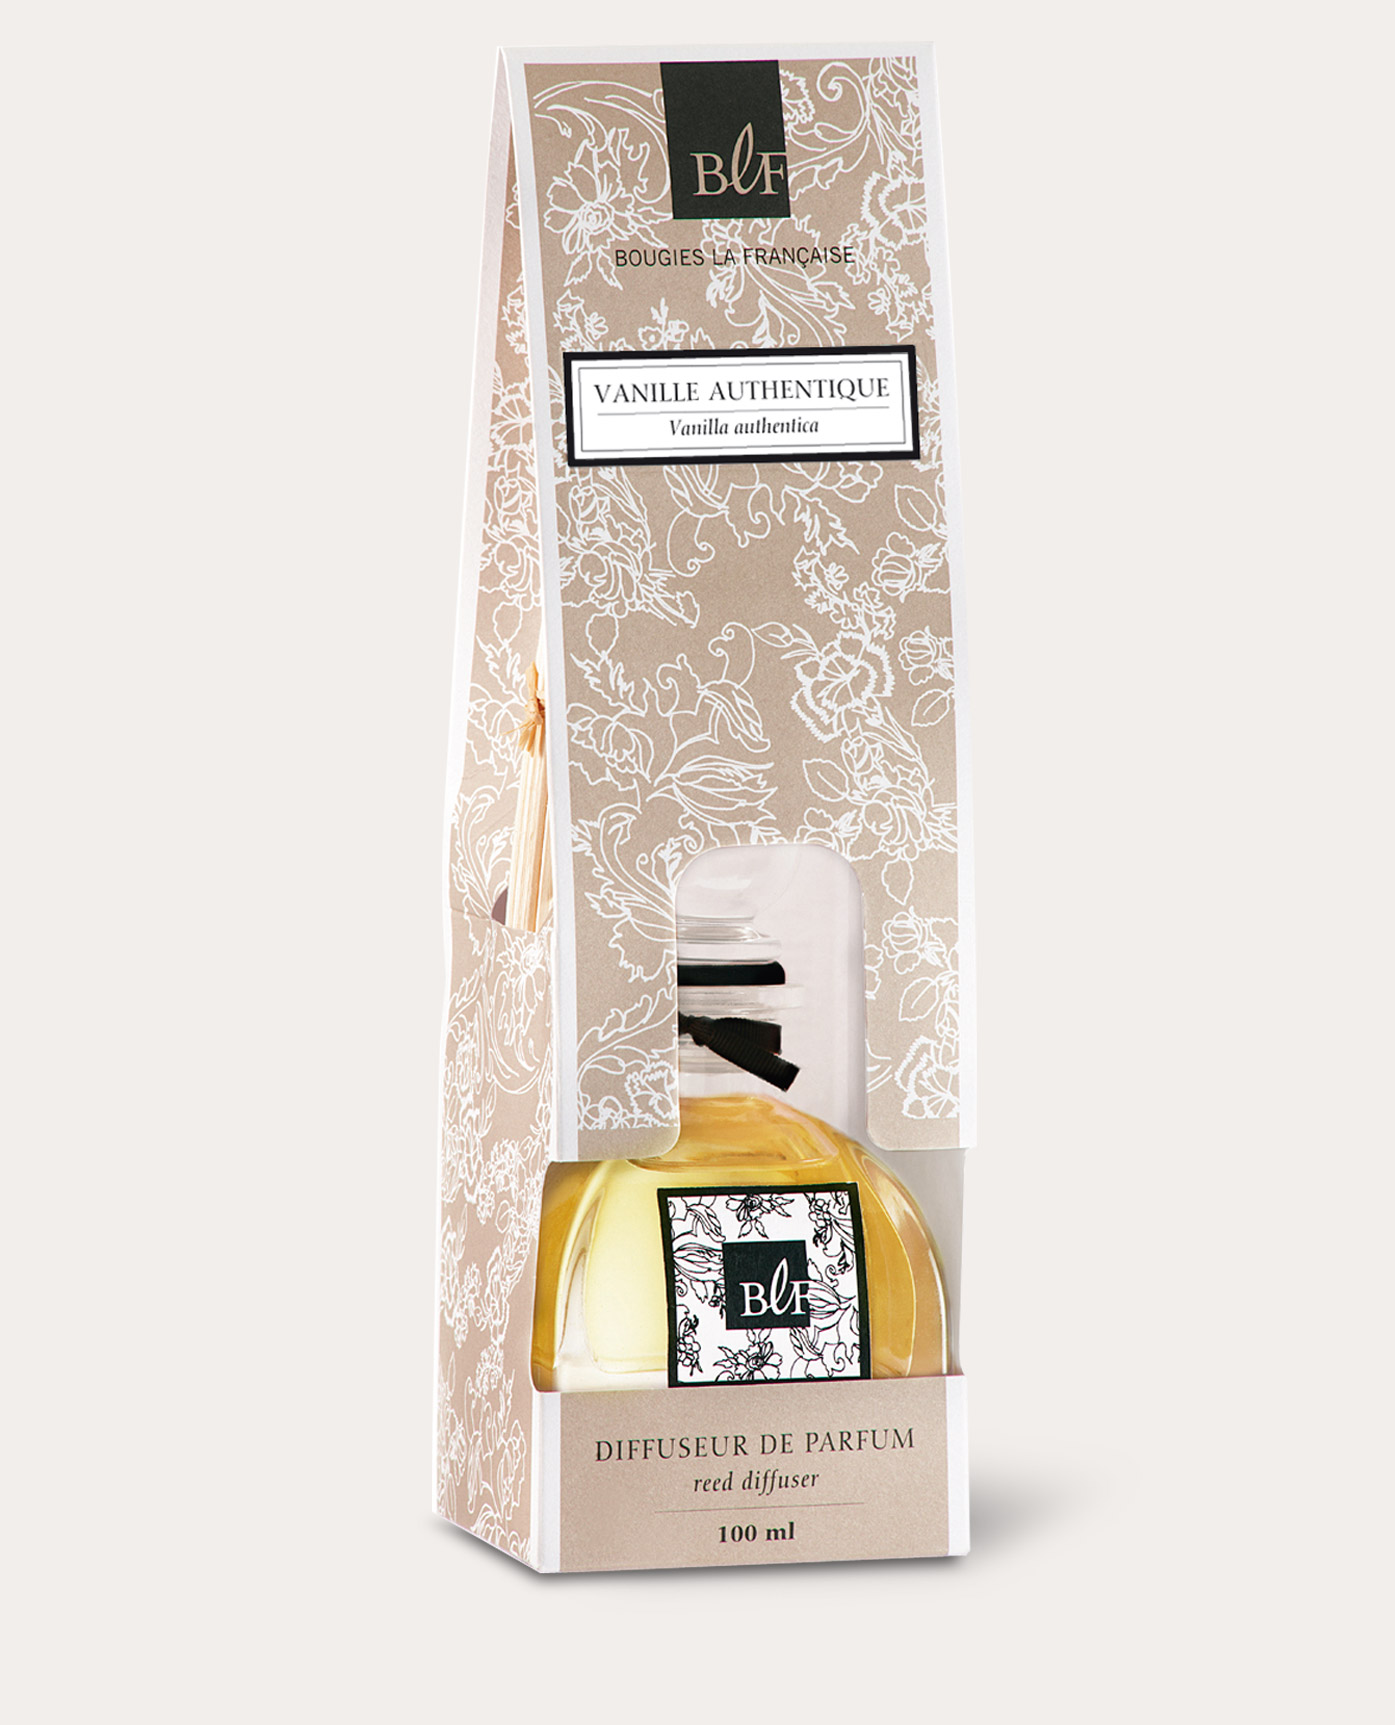 BlF
BOUGIES LA FRANÇAISE
VANILLE AUTHENTIQUE
Vanilla authentica
BlF
DIFFUSEUR DE PARFUM
reed diffuser
100 ml